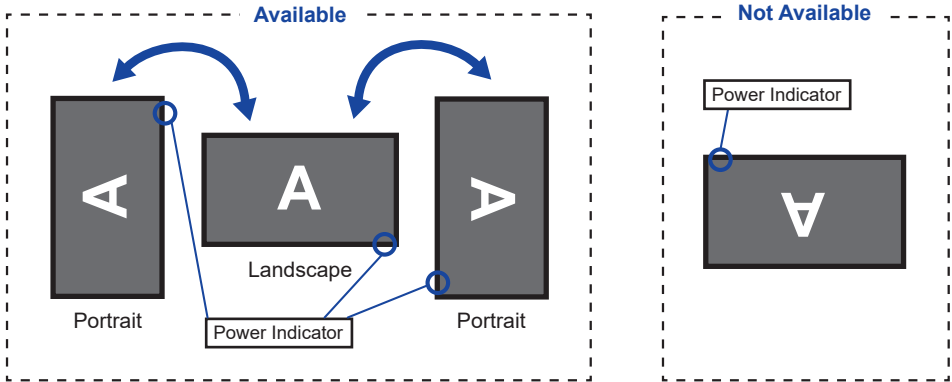 Available
A
A
A
Landscape
Portrait
Power Indicator
Portrait
Not Available
Power Indicator
A